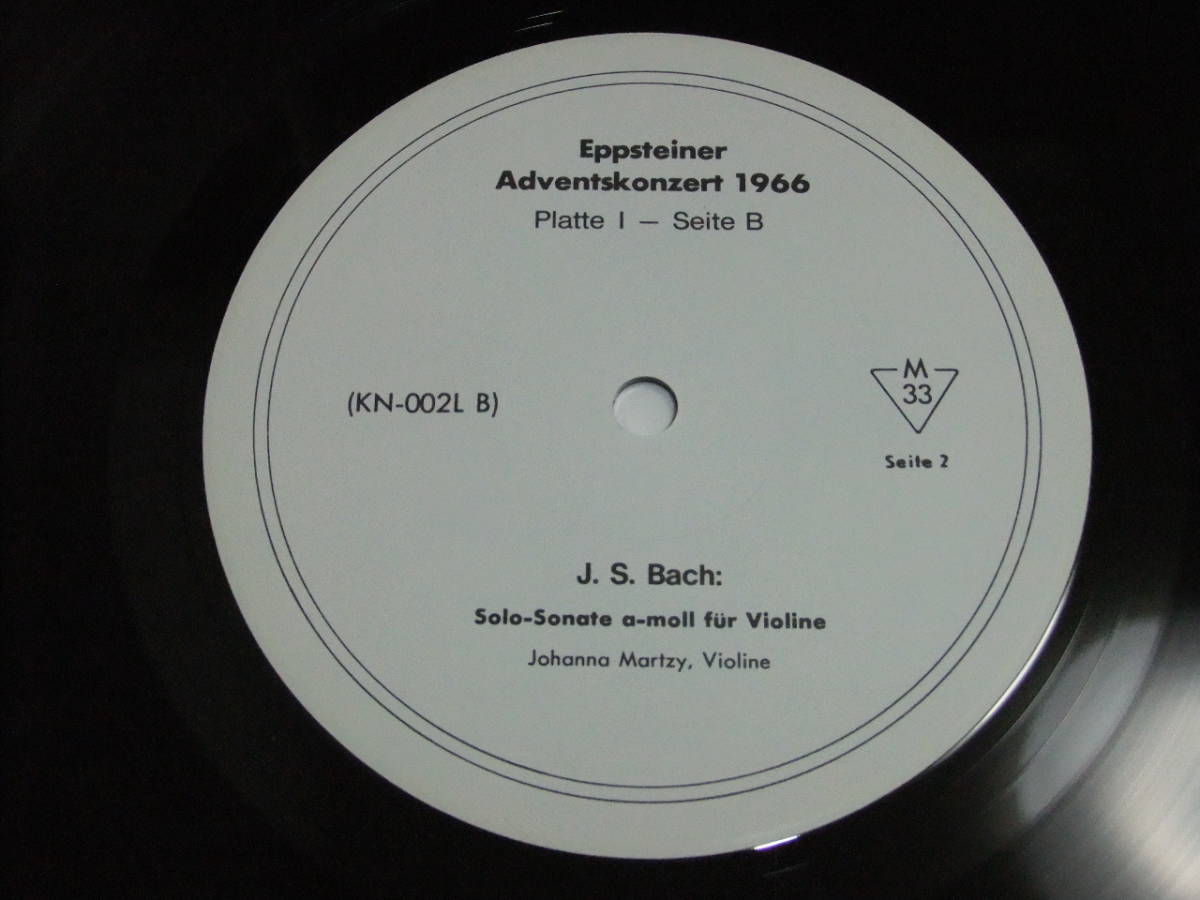 Eppsteiner
Adventskonzert 1966
Platte I — Seite B
(KN-002L B)
M
33
Seite 2
J. S. Bach:
Solo-Sonate a-moll für Violine
Johanna Martzy, Violine